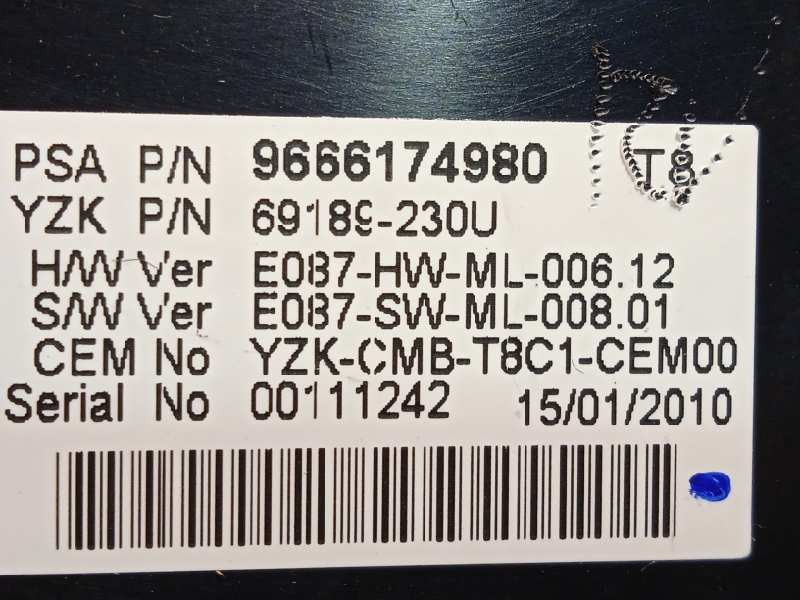 PSA P/N 9666174980 T8
YZK P/N 69189-230U
H/W Ver E087-HW-ML-006.12
S/W Ver E087-SW-ML-008.01
CEM No YZK-CMB-T8C1-CEM00
Serial No 00111242 15/01/2010